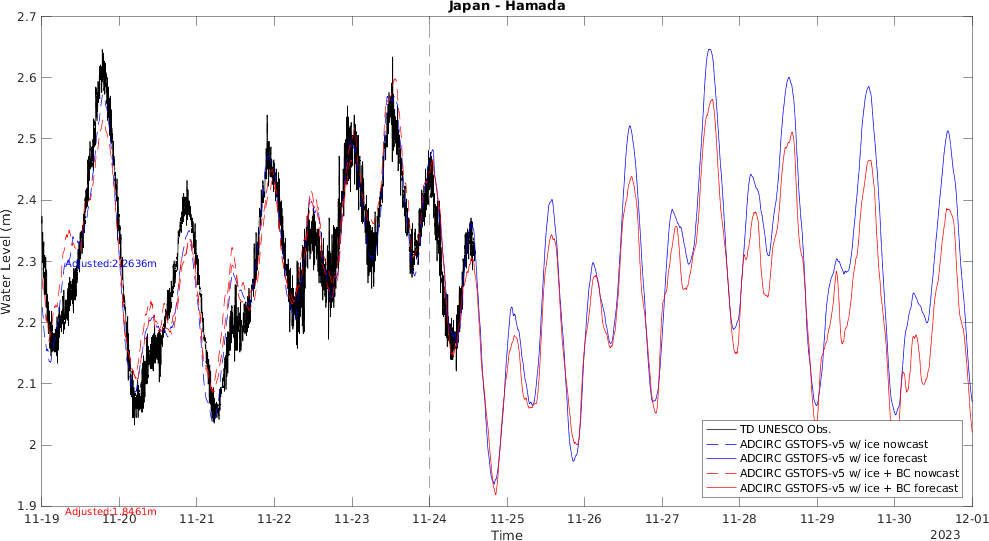 Japan - Hamada
2.7
2.6
2.5
2.4
2.3
2.2
2.1
2
1.9
Water Level (m)
Adjusted:2.2636m
Adjusted:1.8461m
TD UNESCO Obs.
ADCIRC GSTOFS-v5 w/ ice nowcast
ADCIRC GSTOFS-v5 w/ ice forecast
ADCIRC GSTOFS-v5 w/ ice + BC nowcast
ADCIRC GSTOFS-v5 w/ ice + BC forecast
11-19 11-20 11-21 11-22 11-23 11-24 11-25 11-26 11-27 11-28 11-29 11-30 12-01
Time
2023